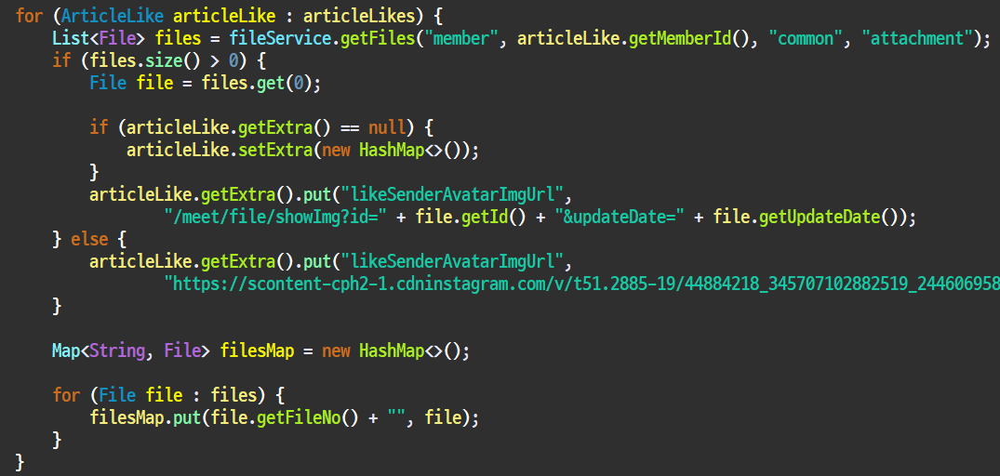 for (ArticleLike articleLike : articleLikes) {
List<File> files = fileService.getFiles("member", articleLike.getMemberId(), "common", "attachment");
if (files.size() > 0) {
File file = files.get(0);
if (articleLike.getExtra() == null) {
articleLike.setExtra(new HashMap<>());
}
articleLike.getExtra().put("likeSenderAvatarImgUrl",
"/meet/file/showImg?id=" + file.getId() + "&updateDate=" + file.getUpdateDate());
} else {
articleLike.getExtra().put("likeSenderAvatarImgUrl",
"https://scontent-cph2-1.cdninstagram.com/v/t51.2885-19/44884218_345707102882519_244606958
}
Map<String, File> filesMap = new HashMap<>();
for (File file : files) {
filesMap.put(file.getFileNo() + "", file);
}
}